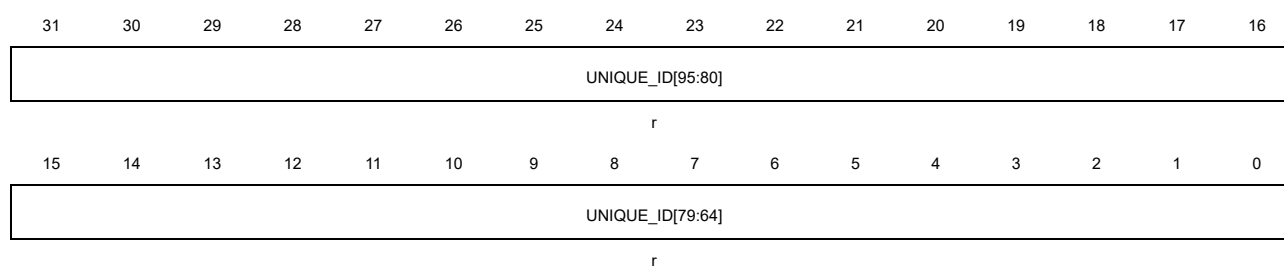 31 30 29 28 27 26 25 24 23 22 21 20 19 18 17 16
UNIQUE_ID[95:80]
r
15 14 13 12 11 10 9 8 7 6 5 4 3 2 1 0
UNIQUE_ID[79:64]
r